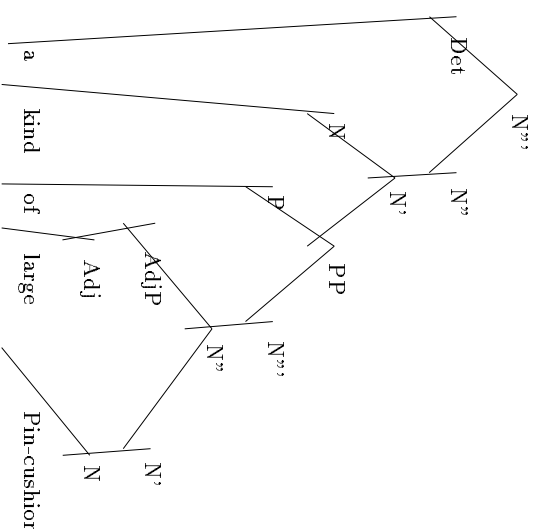 N”’
Det N”
N’
N PP
P N”’
N”
AdjP N’
Adj N
a kind of large Pin-cushion